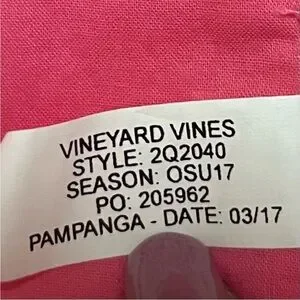 VINEYARD VINES
STYLE: 2Q2040
SEASON: OSU17
PO: 205962
PAMPANGA - DATE: 03/17